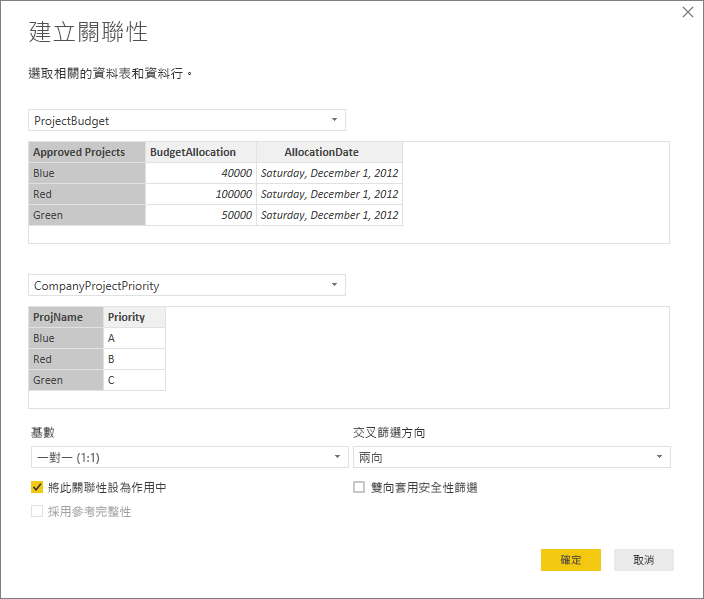 建立關聯性
選取相關的資料表和資料行。
ProjectBudget
Approved Projects BudgetAllocation AllocationDate
Blue 40000 Saturday, December 1, 2012
Red 100000 Saturday, December 1, 2012
Green 50000 Saturday, December 1, 2012
CompanyProjectPriority
ProjName Priority
Blue A
Red B
Green C
基數 交叉篩選方向
一對一 (1:1) 兩向
將此關聯性設為作用中 雙向套用安全性篩選
採用參考完整性
確定 取消